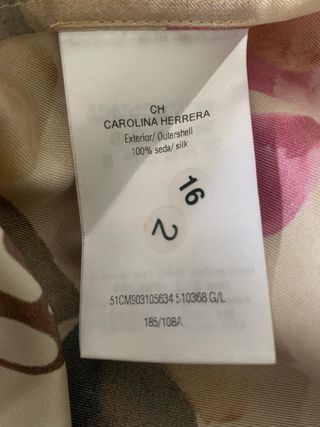 CH
CAROLINA HERRERA
Exterior/ Outershell
100% seda/ silk
16
2
51CM903105634 510368 G/L
185/108A